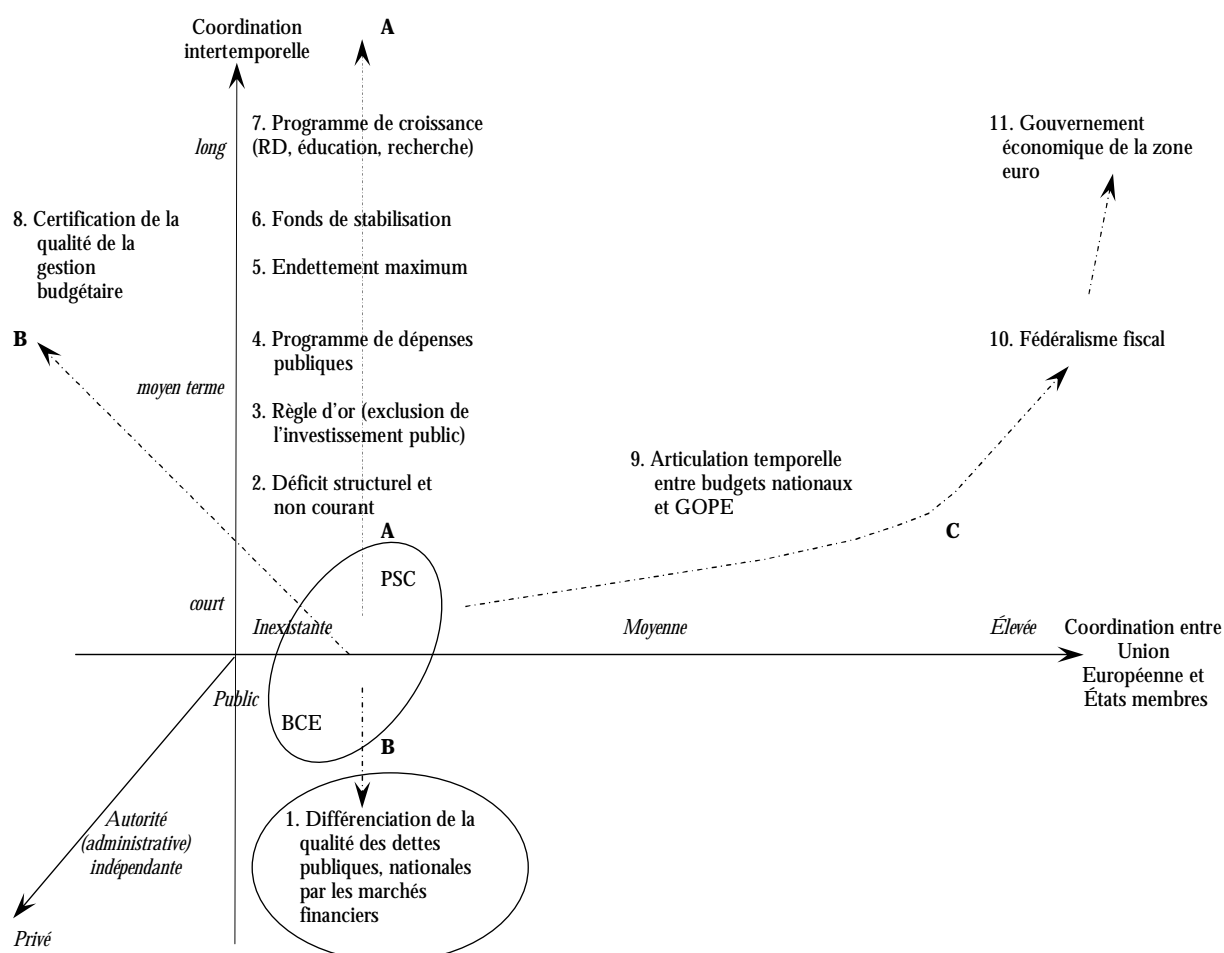 Coordination
intertemporelle
A
7. Programme de croissance
(RD, éducation, recherche)
long
11. Gouvernement
économique de la zone
euro
8. Certification de la
qualité de la
gestion
budgétaire
6. Fonds de stabilisation
5. Endettement maximum
B
4. Programme de dépenses
publiques
10. Fédéralisme fiscal
moyen terme
3. Règle d'or (exclusion de
l'investissement public)
9. Articulation temporelle
entre budgets nationaux
et GOPE
2. Déficit structurel et
non courant
A
C
PSC
court
Inexistante
Moyenne
Élevée
Coordination entre
Union
Européenne et
États membres
Public
BCE
B
1. Différenciation de la
qualité des dettes
publiques, nationales
par les marchés
financiers
Autorité
(administrative)
indépendante
Privé